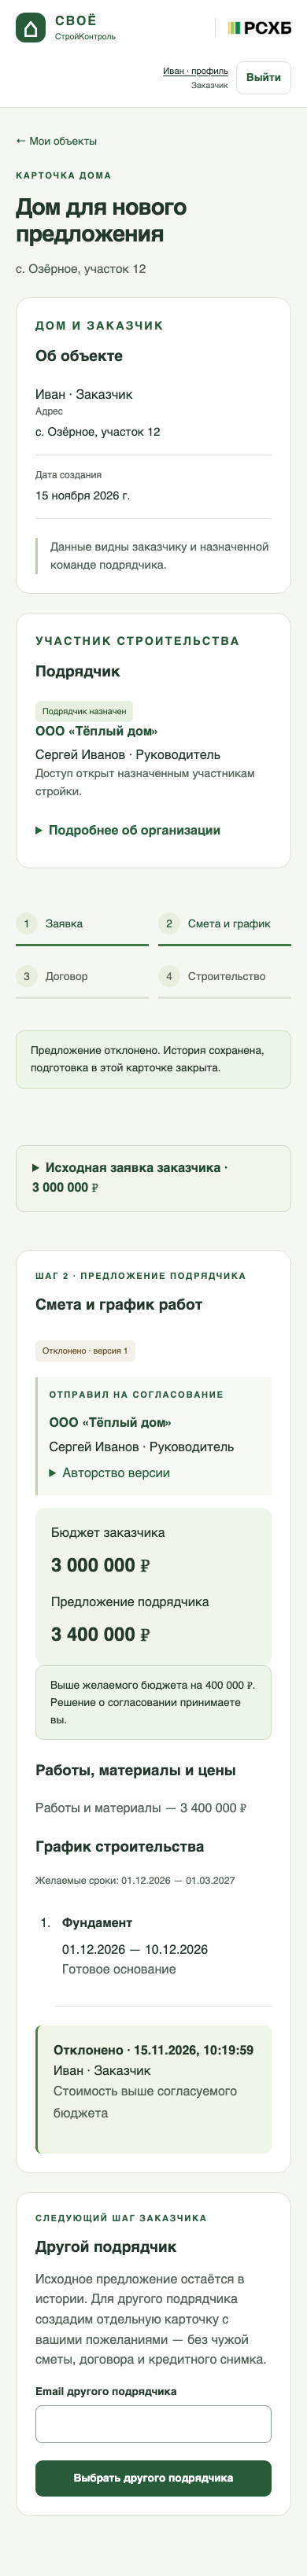 СВОЁ
СтройКонтроль
РСХБ
Иван · профиль
Заказчик
Выйти
← Мои объекты
КАРТОЧКА ДОМА
Дом для нового
предложения
с. Озёрное, участок 12
ДОМ И ЗАКАЗЧИК
Об объекте
Иван · Заказчик
Адрес
с. Озёрное, участок 12
Дата создания
15 ноября 2026 г.
Данные видны заказчику и назначенной
команде подрядчика.
УЧАСТНИК СТРОИТЕЛЬСТВА
Подрядчик
Подрядчик назначен
ООО «Тёплый дом»
Сергей Иванов · Руководитель
Доступ открыт назначенным участникам
стройки.
▶ Подробнее об организации
1 Заявка
2 Смета и график
3 Договор
4 Строительство
Предложение отклонено. История сохранена,
подготовка в этой карточке закрыта.
▶ Исходная заявка заказчика ·
3 000 000 ₽
ШАГ 2 · ПРЕДЛОЖЕНИЕ ПОДРЯДЧИКА
Смета и график работ
Отклонено · версия 1
ОТПРАВИЛ НА СОГЛАСОВАНИЕ
ООО «Тёплый дом»
Сергей Иванов · Руководитель
▶ Авторство версии
Бюджет заказчика
3 000 000 ₽
Предложение подрядчика
3 400 000 ₽
Выше желаемого бюджета на 400 000 ₽.
Решение о согласовании принимаете
вы.
Работы, материалы и цены
Работы и материалы — 3 400 000 ₽
График строительства
Желаемые сроки: 01.12.2026 — 01.03.2027
1. Фундамент
01.12.2026 — 10.12.2026
Готовое основание
Отклонено · 15.11.2026, 10:19:59
Иван · Заказчик
Стоимость выше согласуемого
бюджета
СЛЕДУЮЩИЙ ШАГ ЗАКАЗЧИКА
Другой подрядчик
Исходное предложение остаётся в
истории. Для другого подрядчика
создадим отдельную карточку с
вашими пожеланиями — без чужой
сметы, договора и кредитного снимка.
Email другого подрядчика
Выбрать другого подрядчика